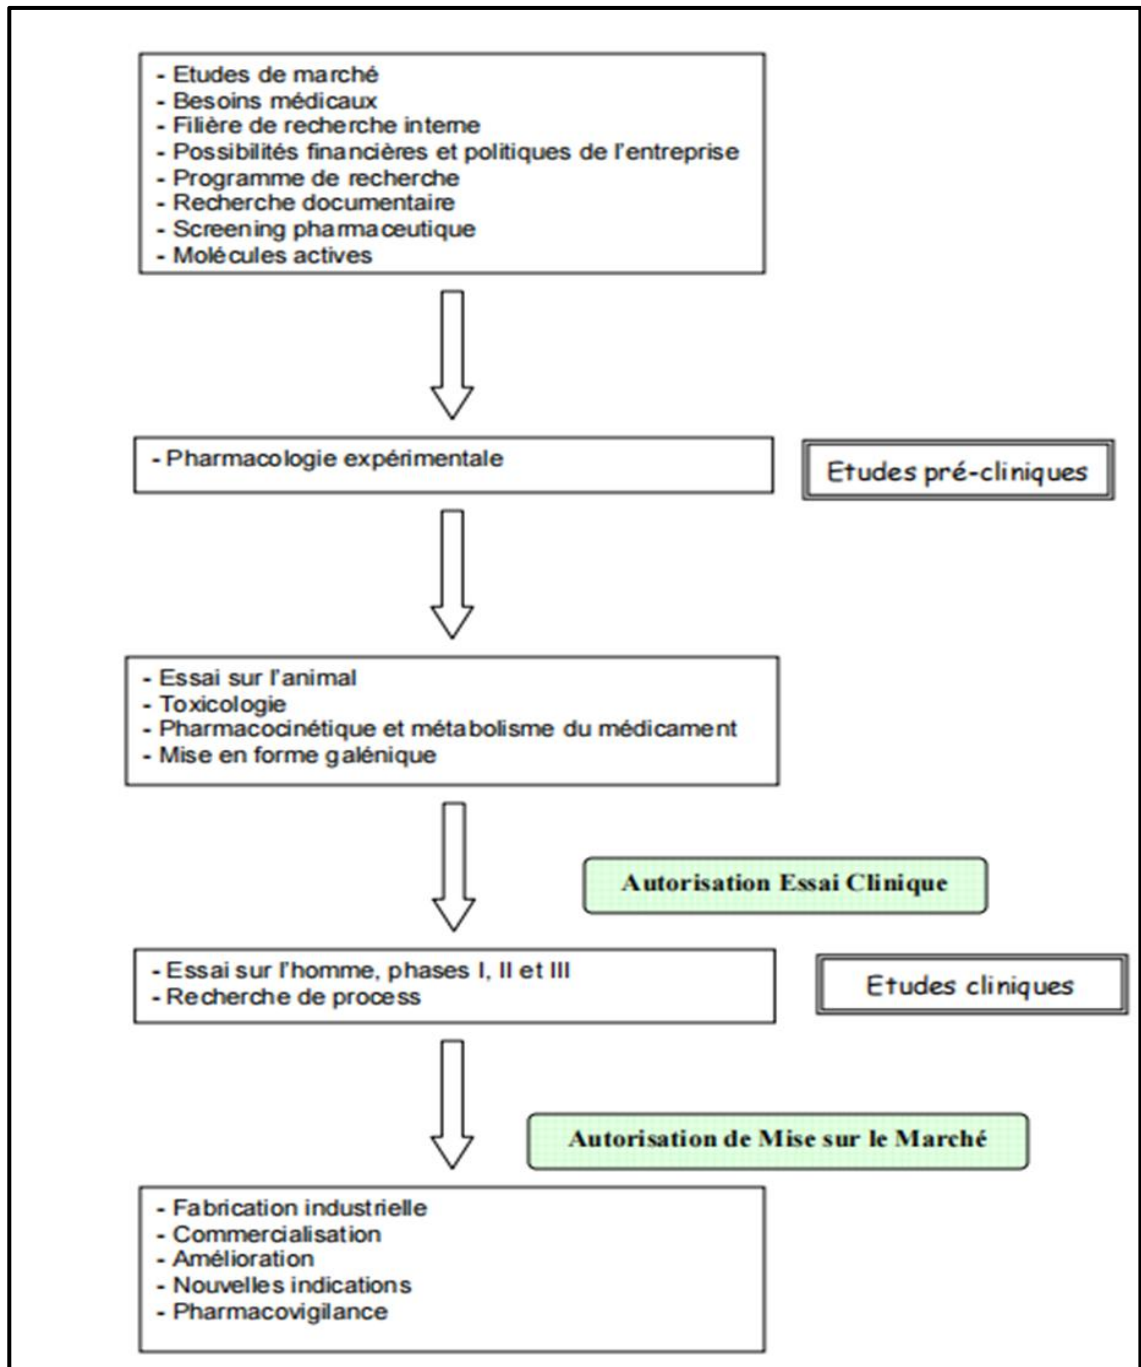 - Etudes de marché
- Besoins médicaux
- Filière de recherche interne
- Possibilités financières et politiques de l'entreprise
- Programme de recherche
- Recherche documentaire
- Screening pharmaceutique
- Molécules actives
- Pharmacologie expérimentale
Etudes pré-cliniques
- Essai sur l'animal
- Toxicologie
- Pharmacocinétique et métabolisme du médicament
- Mise en forme galénique
Autorisation Essai Clinique
- Essai sur l'homme, phases I, II et III
- Recherche de process
Etudes cliniques
Autorisation de Mise sur le Marché
- Fabrication industrielle
- Commercialisation
- Amélioration
- Nouvelles indications
- Pharmacovigilance